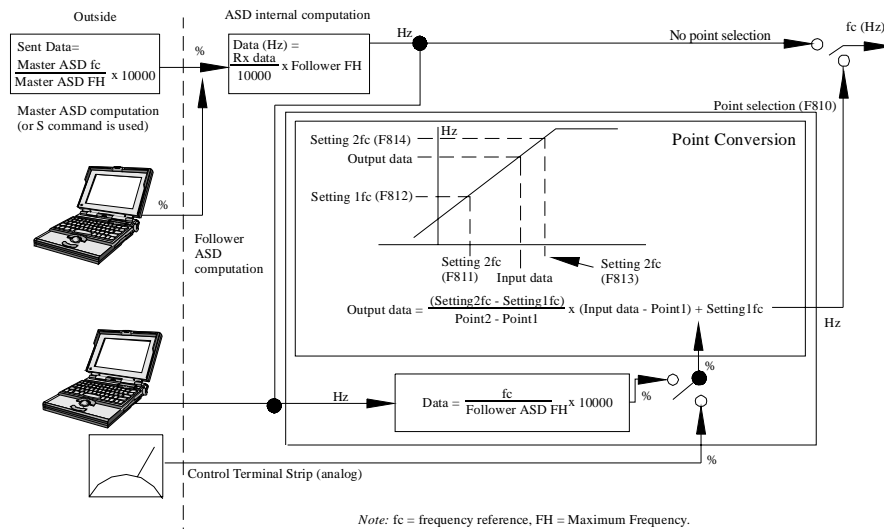 Outside
ASD internal computation
Sent Data=
Master ASD fc
Master ASD FH
x 10000
%
Data (Hz) =
Rx data
10000
x Follower FH
Hz
No point selection
fc (Hz)
Master ASD computation
(or S command is used)
%
Follower
ASD
computation
Point selection (F810)
Point Conversion
Hz
Setting 2fc (F814)
Output data
Setting 1fc (F812)
Setting 2fc
(F811)
Input data
Setting 2fc
(F813)
Output data =
(Setting2fc - Setting1fc)
Point2 - Point1
x (Input data - Point1) + Setting1fc
Hz
%
Hz
Data =
fc
Follower ASD FH
x 10000
%
%
Control Terminal Strip (analog)
Note: fc = frequency reference, FH = Maximum Frequency.